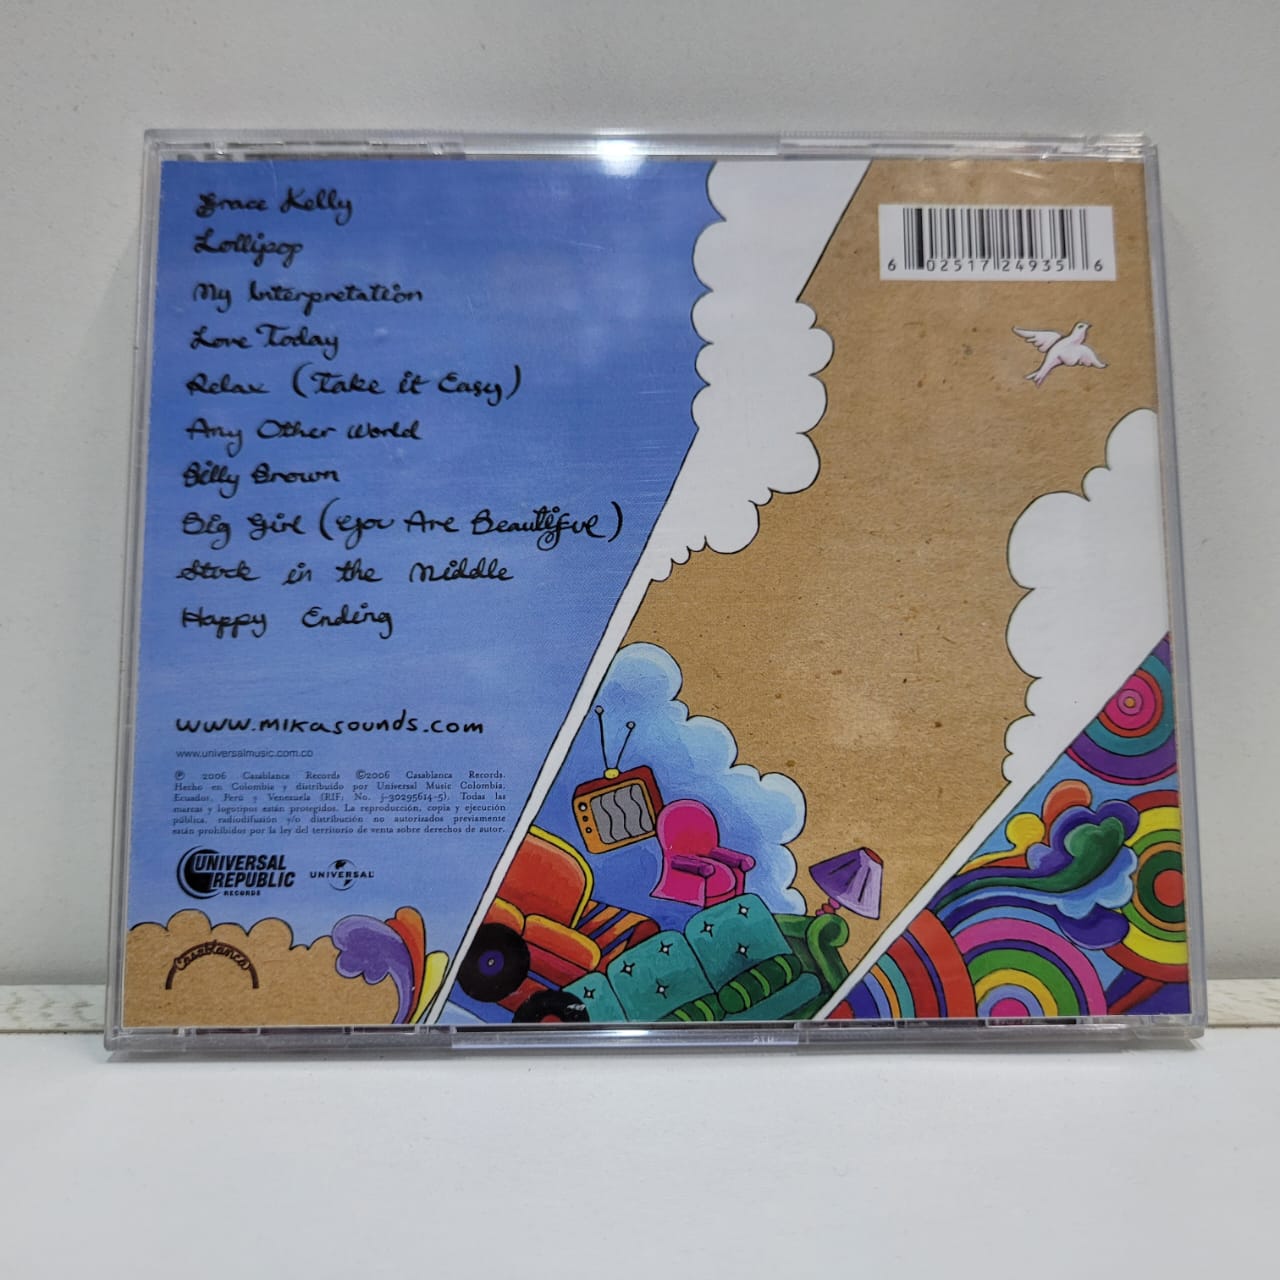 Grace Kelly
Lollipop
My Interpretation
Love Today
Relax (Take it Easy)
Any Other World
Billy Brown
Big Girl (You Are Beautiful)
Stuck in the Middle
Happy Ending
www.mikasounds.com
www.universalmusic.com.co
℗ 2006 Casablanca Records ©2006 Casablanca Records.
Hecho en Colombia y distribuido por Universal Music Colombia,
Ecuador, Perú y Venezuela (RIF; No. j-30295614-5). Todas las
marcas y logotipos están protegidos. La reproducción, copia y ejecución
pública, radiodifusión y/o distribución no autorizados previamente
están prohibidos por la ley del territorio de venta sobre derechos de autor.
UNIVERSAL
REPUBLIC
RECORDS
UNIVERSAL
Casablanca
6 02517 24935 6